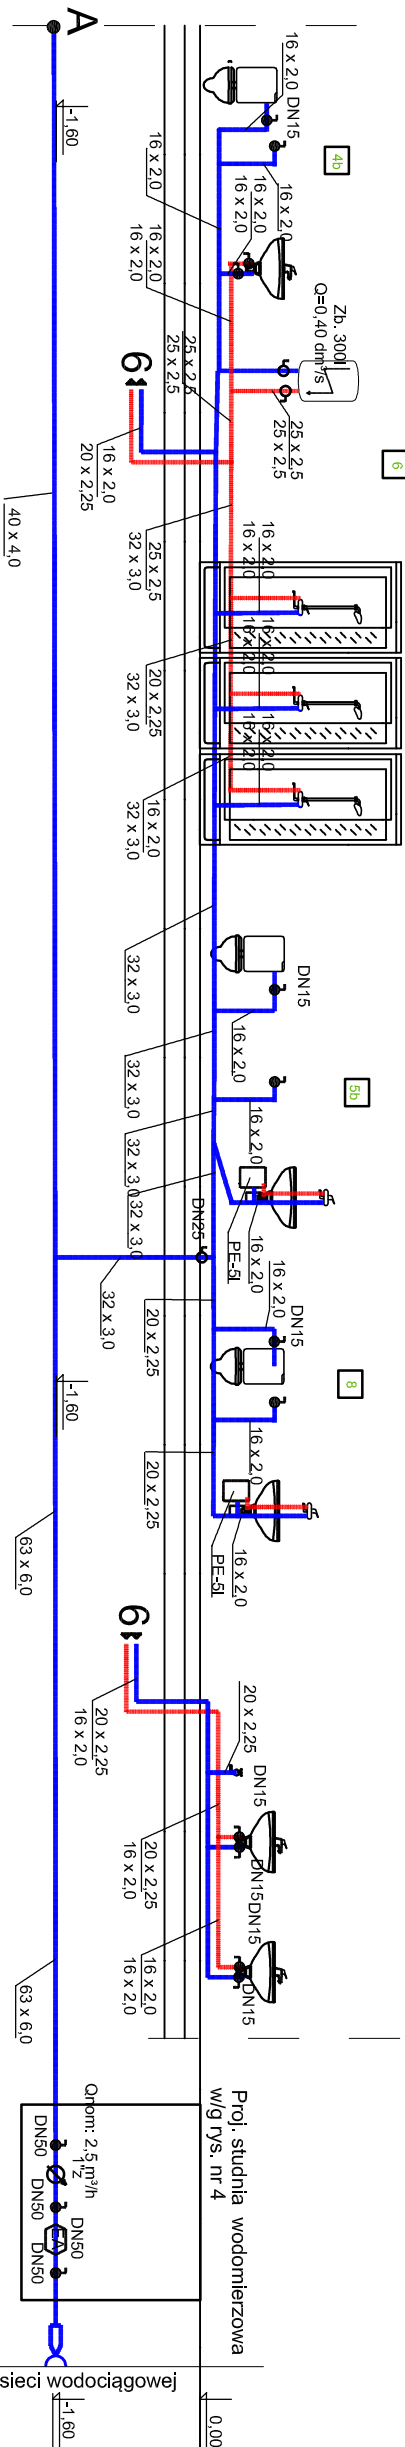 A
-1,60
16 x 2,0
DN15
4b
16 x 2,0
16 x 2,0
16 x 2,0
16 x 2,0
16 x 2,0
16 x 2,0
Zb. 300l
Q=0,40 dm³/s
25 x 2,5
25 x 2,5
25 x 2,5
25 x 2,5
6
6
16 x 2,0
20 x 2,25
40 x 4,0
25 x 2,5
32 x 3,0
16 x 2,0
16 x 2,0
16 x 2,0
16 x 2,0
16 x 2,0
16 x 2,0
20 x 2,25
32 x 3,0
16 x 2,0
32 x 3,0
32 x 3,0
DN15
16 x 2,0
32 x 3,0
5b
16 x 2,0
32 x 3,0
32 x 3,0
16 x 2,0
PE-5l
DN25
32 x 3,0
16 x 2,0
DN15
20 x 2,25
-1,60
8
16 x 2,0
20 x 2,25
16 x 2,0
PE-5l
63 x 6,0
6
20 x 2,25
16 x 2,0
20 x 2,25
DN15
20 x 2,25
16 x 2,0
DN15
DN15
16 x 2,0
16 x 2,0
DN15
63 x 6,0
Proj. studnia wodomierzowa
w/g rys. nr 4
Qnom: 2,5 m³/h
1"z
DN50
DN50
EA
DN50
DN50
sieci wodociągowej
0,00
-1,60